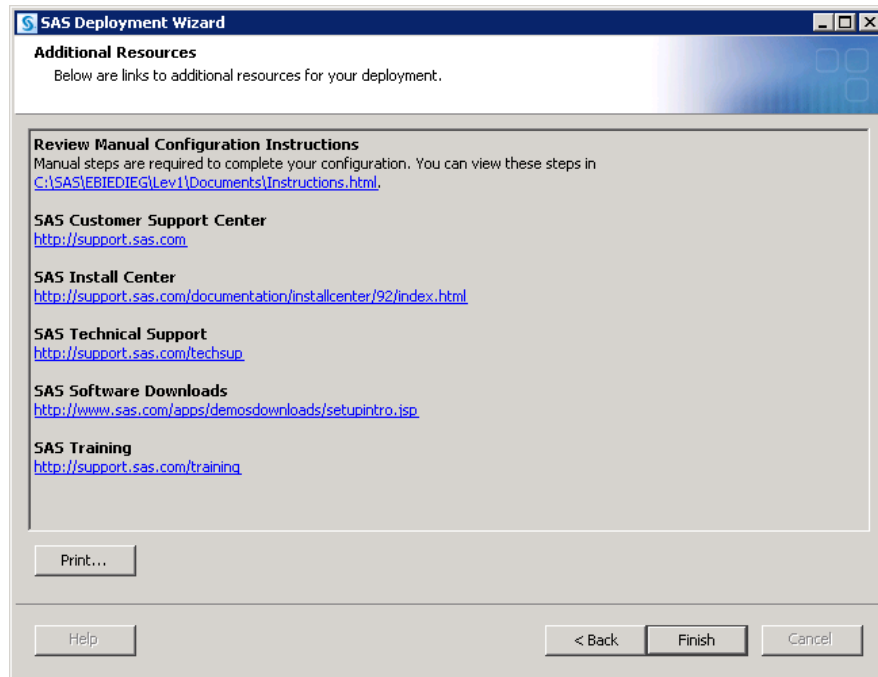 SAS Deployment Wizard
Additional Resources
Below are links to additional resources for your deployment.
Review Manual Configuration Instructions
Manual steps are required to complete your configuration. You can view these steps in
C:\SAS\EBIEDIEG\Lev1\Documents\Instructions.html.
SAS Customer Support Center
http://support.sas.com
SAS Install Center
http://support.sas.com/documentation/installcenter/92/index.html
SAS Technical Support
http://support.sas.com/techsup
SAS Software Downloads
http://www.sas.com/apps/demosdownloads/setupintro.jsp
SAS Training
http://support.sas.com/training
Print...
Help
< Back
Finish
Cancel